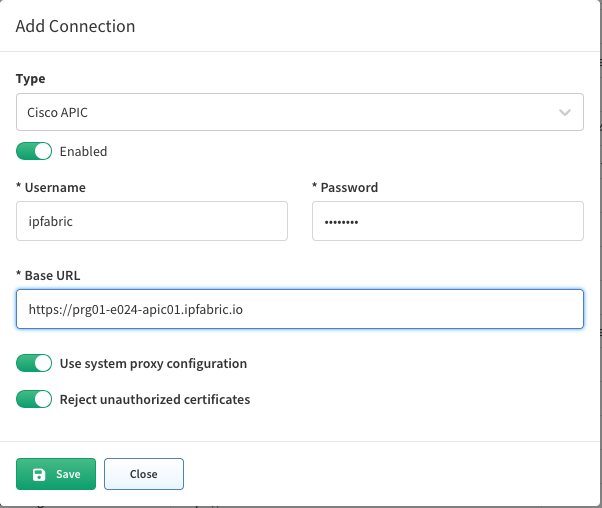 Add Connection
Type
Cisco APIC
Enabled
* Username
* Password
ipfabric
••••••••
* Base URL
https://prg01-e024-apic01.ipfabric.io
Use system proxy configuration
Reject unauthorized certificates
Save
Close